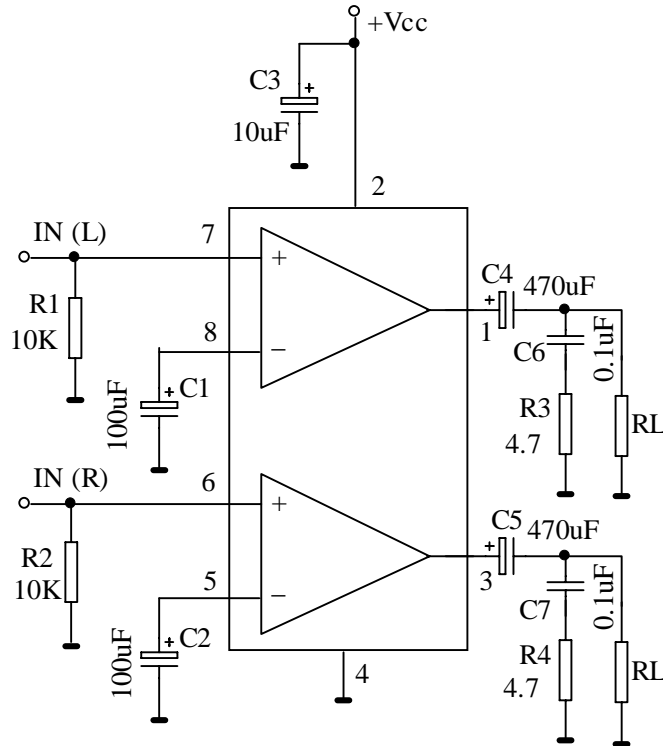 +Vcc
C3
+
10uF
2
IN (L)
7
+
R1
10K
8
−
+
C1
100uF
C4
+
470uF
1
C6
0.1uF
R3
4.7
RL
IN (R)
6
+
R2
10K
5
−
+
C2
100uF
C5
+
470uF
3
C7
0.1uF
R4
4.7
RL
4